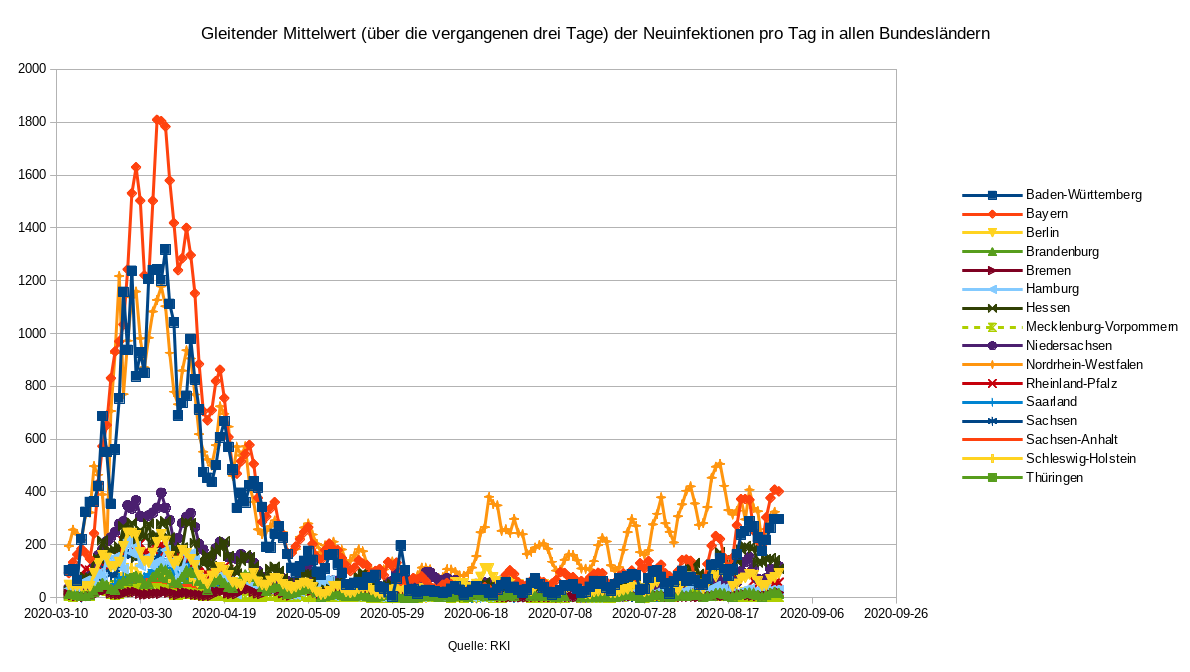 Gleitender Mittelwert (über die vergangenen drei Tage) der Neuinfektionen pro Tag in allen Bundesländern
2000
1800
1600
1400
1200
1000
800
600
400
200
0
2020-03-10 2020-03-30 2020-04-19 2020-05-09 2020-05-29 2020-06-18 2020-07-08 2020-07-28 2020-08-17 2020-09-06 2020-09-26
Baden-Württemberg
Bayern
Berlin
Brandenburg
Bremen
Hamburg
Hessen
Mecklenburg-Vorpommern
Niedersachsen
Nordrhein-Westfalen
Rheinland-Pfalz
Saarland
Sachsen
Sachsen-Anhalt
Schleswig-Holstein
Thüringen
Quelle: RKI